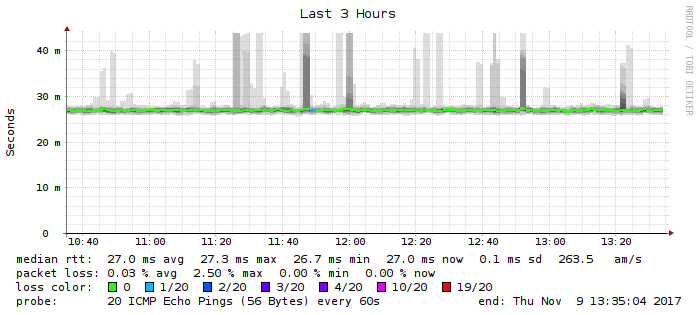 Last 3 Hours
RRDTOOL / TOBI OETIKER
Seconds
40 m
30 m
20 m
10 m
0
10:40 11:00 11:20 11:40 12:00 12:20 12:40 13:00 13:20
median rtt: 27.0 ms avg 27.3 ms max 26.7 ms min 27.0 ms now 0.1 ms sd 263.5 am/s
packet loss: 0.03 % avg 2.50 % max 0.00 % min 0.00 % now
loss color: 0 1/20 2/20 3/20 4/20 10/20 19/20
probe: 20 ICMP Echo Pings (56 Bytes) every 60s end: Thu Nov 9 13:35:04 2017